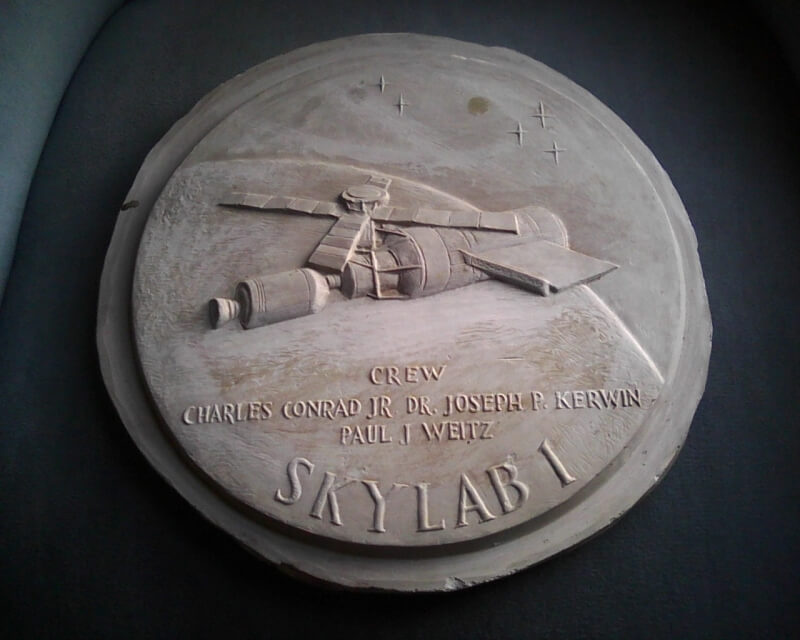 CREW
CHARLES CONRAD JR DR. JOSEPH P. KERWIN
PAUL J WEITZ
SKYLAB I